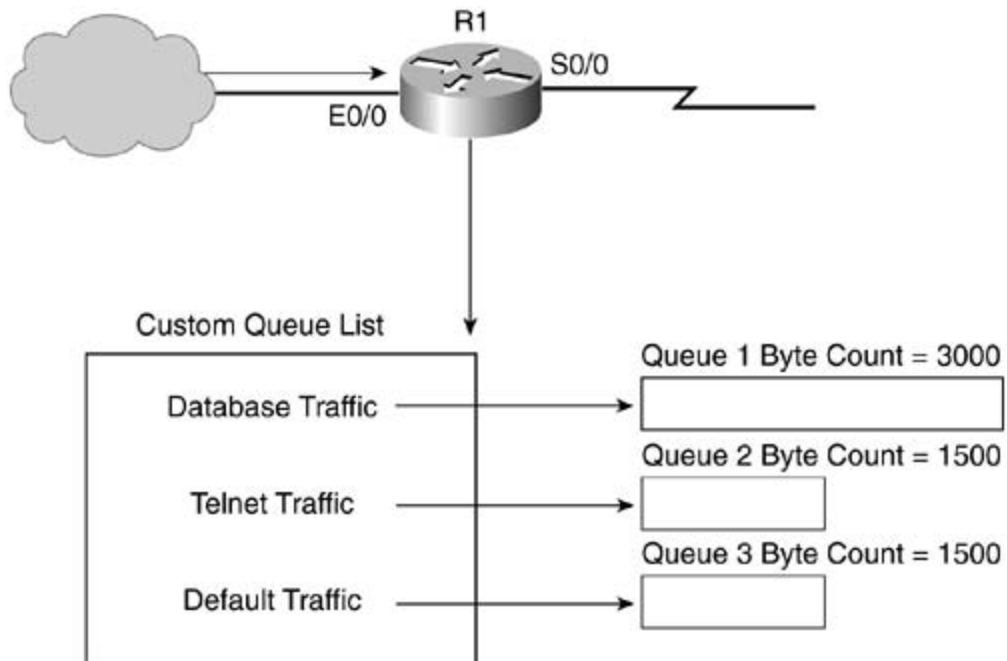 R1
S0/0
E0/0
Custom Queue List
Queue 1 Byte Count = 3000
Database Traffic
Queue 2 Byte Count = 1500
Telnet Traffic
Queue 3 Byte Count = 1500
Default Traffic